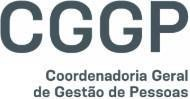 CGGP
Coordenadoria Geral
de Gestão de Pessoas